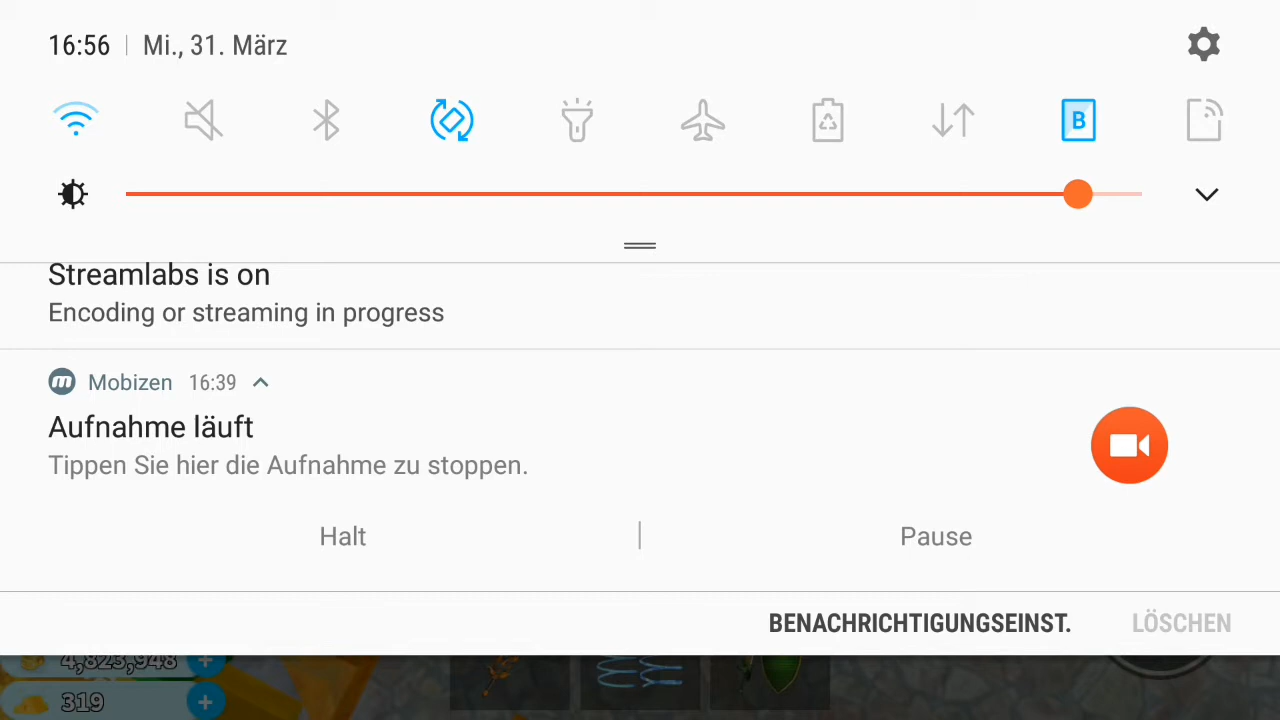 16:56 | Mi., 31. März
B
Streamlabs is on
Encoding or streaming in progress
m Mobizen 16:39
Aufnahme läuft
Tippen Sie hier die Aufnahme zu stoppen.
Halt | Pause
BENACHRICHTIGUNGSEINST. LÖSCHEN
4,823,948 +
319 +